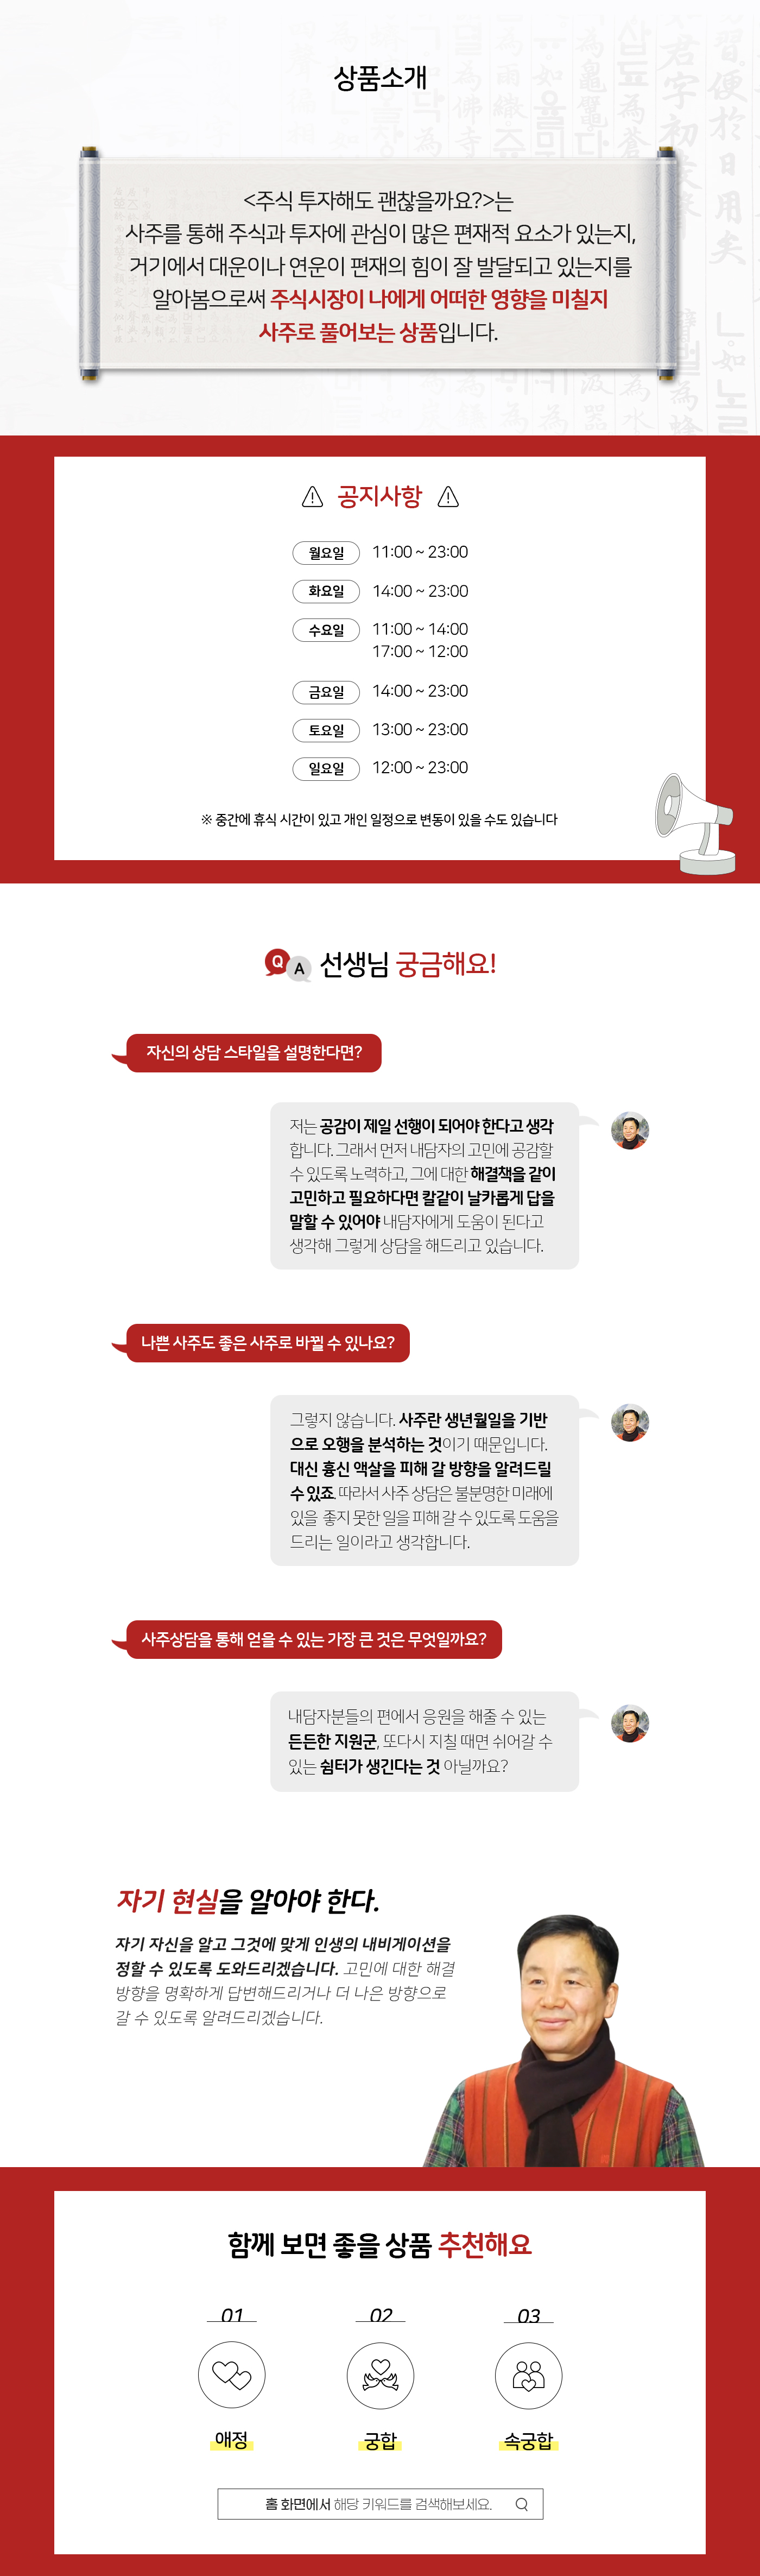 상품소개
<주식 투자해도 괜찮을까요?>는
사주를 통해 주식과 투자에 관심이 많은 편재적 요소가 있는지,
거기에서 대운이나 연운이 편재의 힘이 잘 발달되고 있는지를
알아봄으로써 주식시장이 나에게 어떠한 영향을 미칠지
사주로 풀어보는 상품입니다.
공지사항
월요일 11:00 ~ 23:00
화요일 14:00 ~ 23:00
수요일 11:00 ~ 14:00
17:00 ~ 12:00
금요일 14:00 ~ 23:00
토요일 13:00 ~ 23:00
일요일 12:00 ~ 23:00
※ 중간에 휴식 시간이 있고 개인 일정으로 변동이 있을 수도 있습니다
Q A 선생님 궁금해요!
자신의 상담 스타일을 설명한다면?
저는 공감이 제일 선행이 되어야 한다고 생각
합니다. 그래서 먼저 내담자의 고민에 공감할
수 있도록 노력하고, 그에 대한 해결책을 같이
고민하고 필요하다면 칼같이 날카롭게 답을
말할 수 있어야 내담자에게 도움이 된다고
생각해 그렇게 상담을 해드리고 있습니다.
나쁜 사주도 좋은 사주로 바뀔 수 있나요?
그렇지 않습니다. 사주란 생년월일을 기반
으로 오행을 분석하는 것이기 때문입니다.
대신 흉신 액살을 피해 갈 방향을 알려드릴
수 있죠. 따라서 사주 상담은 불분명한 미래에
있을 좋지 못한 일을 피해 갈 수 있도록 도움을
드리는 일이라고 생각합니다.
사주상담을 통해 얻을 수 있는 가장 큰 것은 무엇일까요?
내담자분들의 편에서 응원을 해줄 수 있는
든든한 지원군, 또다시 지칠 때면 쉬어갈 수
있는 쉼터가 생긴다는 것 아닐까요?
자기 현실을 알아야 한다.
자기 자신을 알고 그것에 맞게 인생의 내비게이션을
정할 수 있도록 도와드리겠습니다. 고민에 대한 해결
방향을 명확하게 답변해드리거나 더 나은 방향으로
갈 수 있도록 알려드리겠습니다.
함께 보면 좋을 상품 추천해요
01 02 03
애정 궁합 속궁합
홈 화면에서 해당 키워드를 검색해보세요.